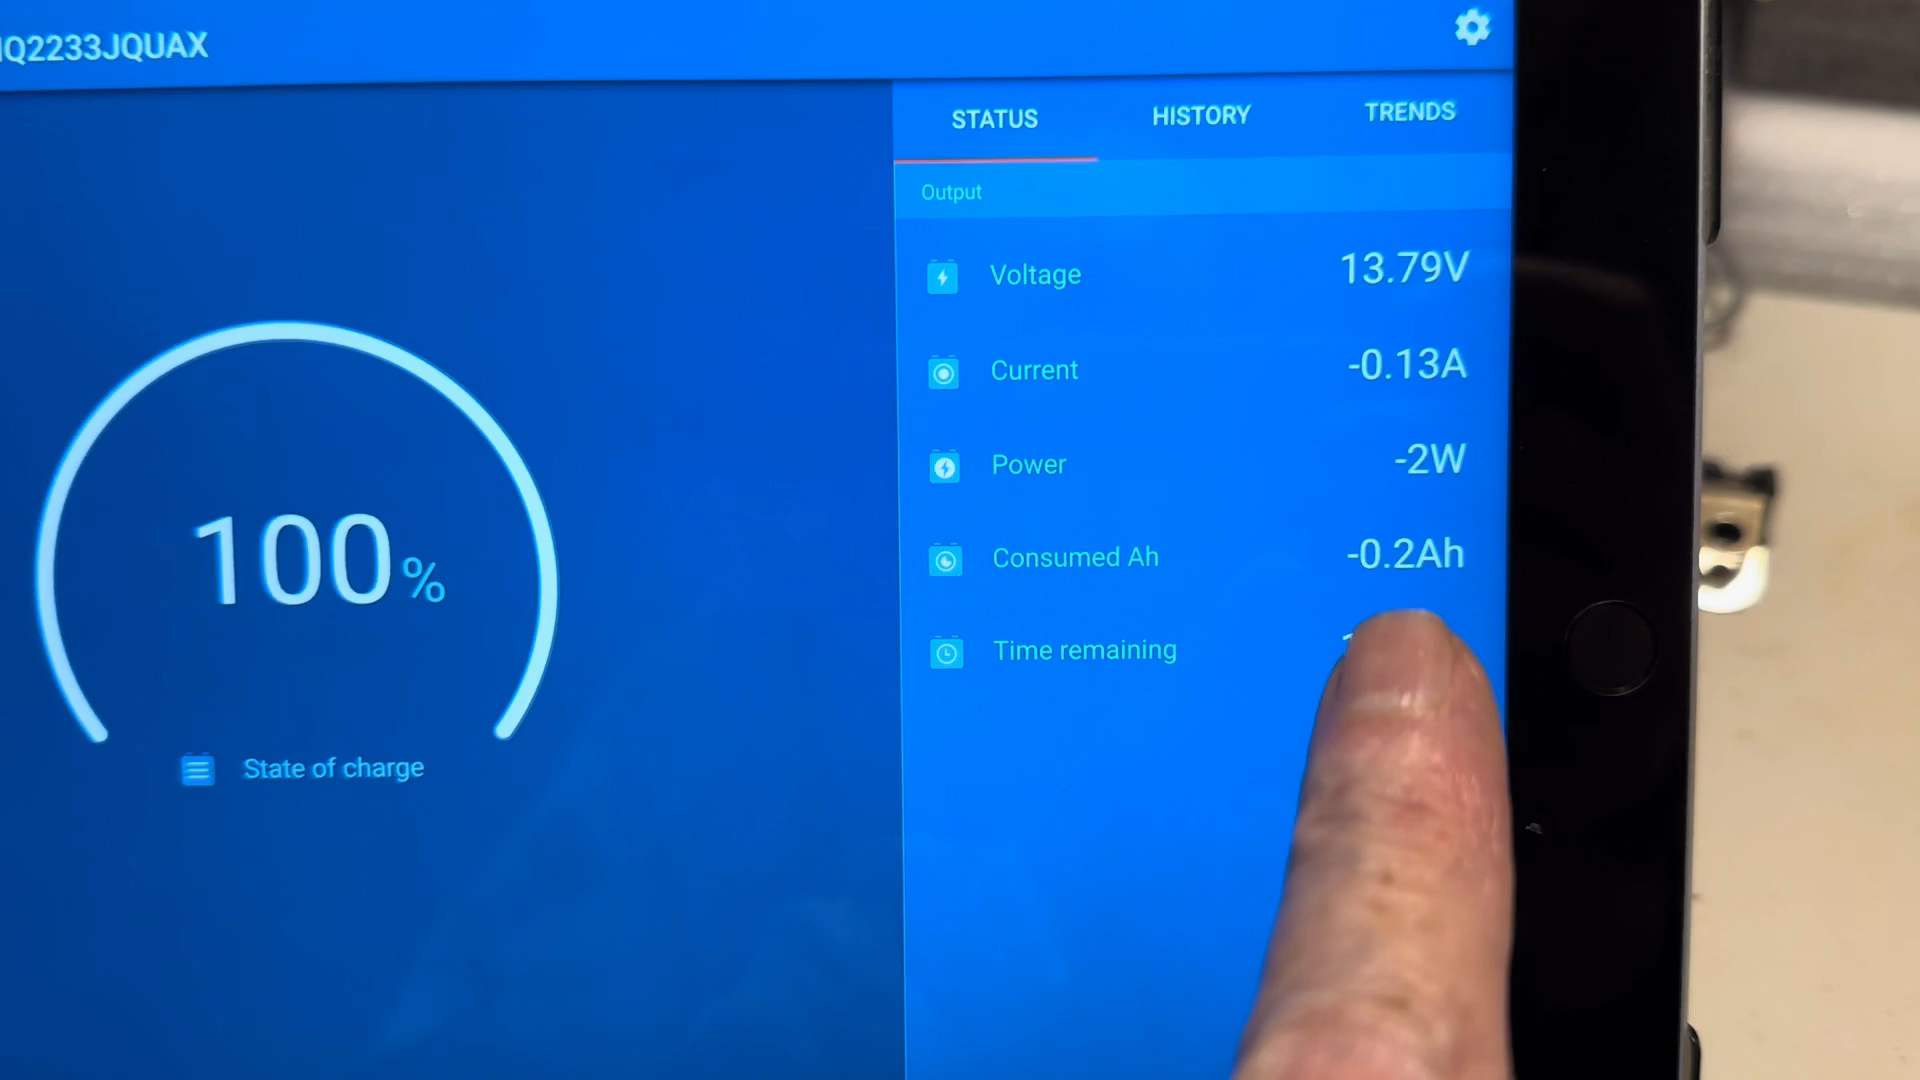 Q2233JQUAX
STATUS HISTORY TRENDS
Output
Voltage 13.79V
Current -0.13A
Power -2W
Consumed Ah -0.2Ah
Time remaining
100%
State of charge